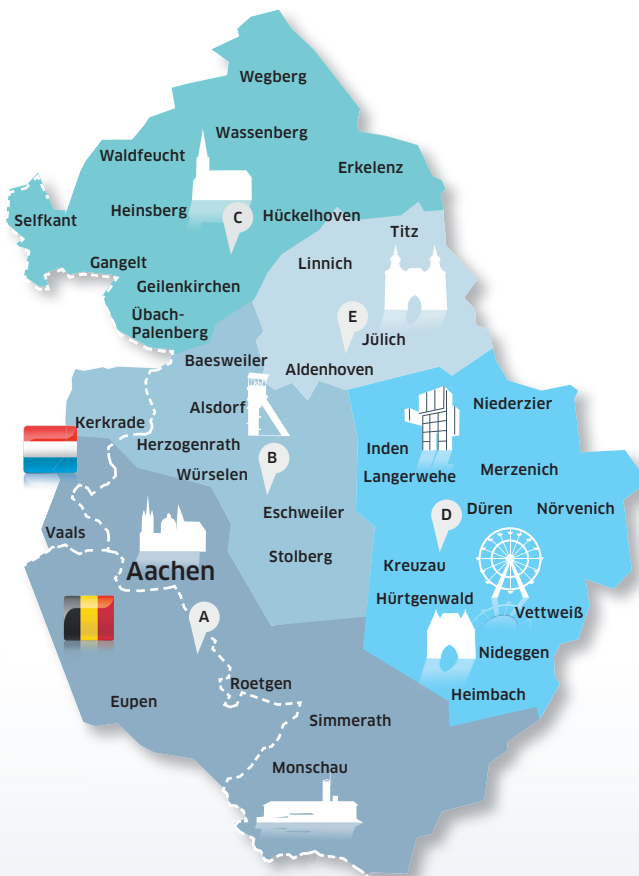 Wegberg
Wassenberg
Waldfeucht
Erkelenz
Heinsberg
C
Hückelhoven
Selfkant
Titz
Gangelt
Linnich
Geilenkirchen
Übach-
Palenberg
E
Jülich
Baesweiler
Aldenhoven
Alsdorf
Niederzier
Kerkrade
Herzogenrath
Inden
Würselen
B
Langerwehe
Merzenich
Eschweiler
D
Düren
Nörvenich
Vaals
Stolberg
Kreuzau
Aachen
Hürtgenwald
A
Vettweiß
Nideggen
Roetgen
Eupen
Heimbach
Simmerath
Monschau